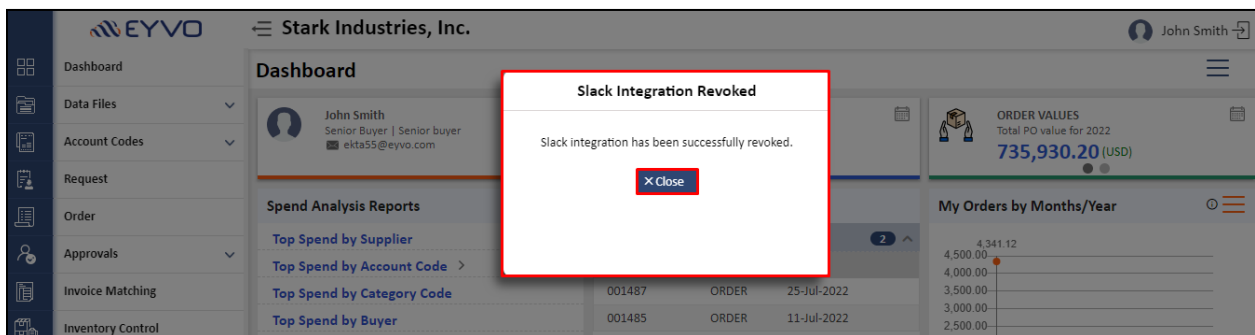 EYVO
Stark Industries, Inc.
John Smith
Dashboard
Data Files
Account Codes
Request
Order
Approvals
Invoice Matching
Inventory Control
Dashboard
John Smith
Senior Buyer | Senior buyer
ekta55@eyvo.com
Slack Integration Revoked
Slack integration has been successfully revoked.
Close
ORDER VALUES
Total PO value for 2022
735,930.20 (USD)
Spend Analysis Reports
Top Spend by Supplier
Top Spend by Account Code
Top Spend by Category Code
Top Spend by Buyer
2
001487 ORDER 25-Jul-2022
001485 ORDER 11-Jul-2022
My Orders by Months/Year
4,341.12
4,500.00
4,000.00
3,500.00
3,000.00
2,500.00